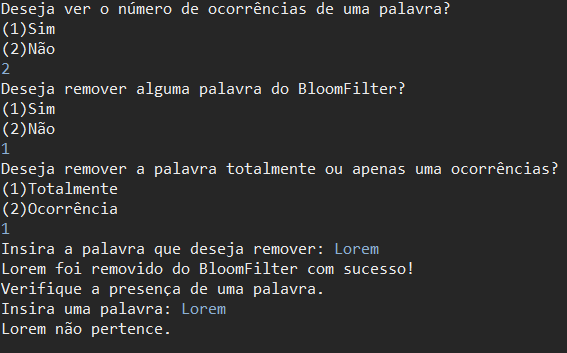 Deseja ver o número de ocorrências de uma palavra?
(1)Sim
(2)Não
2
Deseja remover alguma palavra do BloomFilter?
(1)Sim
(2)Não
1
Deseja remover a palavra totalmente ou apenas uma ocorrências?
(1)Totalmente
(2)Ocorrência
1
Insira a palavra que deseja remover: Lorem
Lorem foi removido do BloomFilter com sucesso!
Verifique a presença de uma palavra.
Insira uma palavra: Lorem
Lorem não pertence.